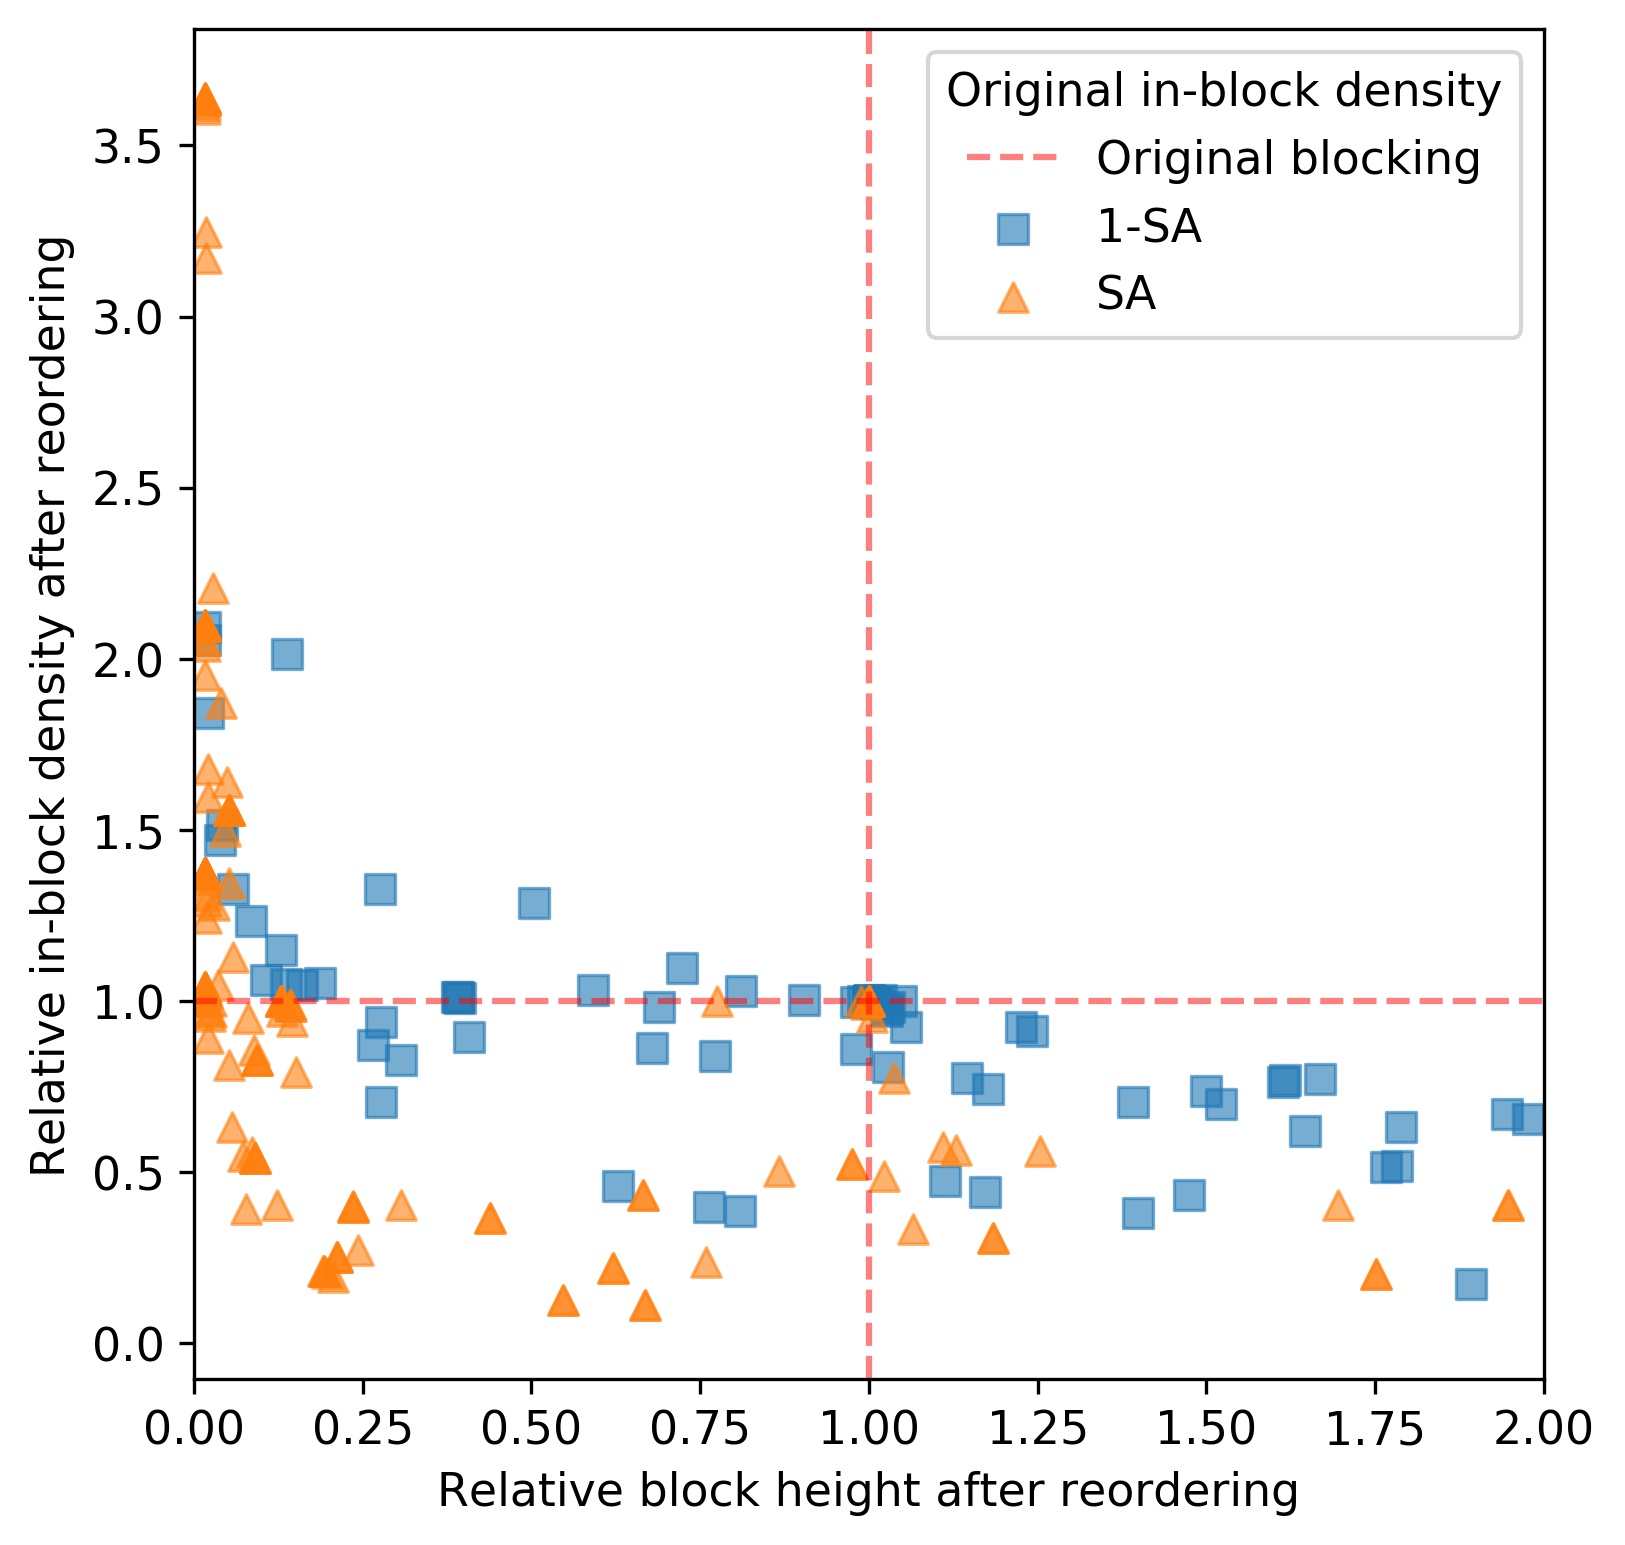 Original in-block density
Original blocking
1-SA
SA
Relative in-block density after reordering
3.5
3.0
2.5
2.0
1.5
1.0
0.5
0.0
0.00 0.25 0.50 0.75 1.00 1.25 1.50 1.75 2.00
Relative block height after reordering